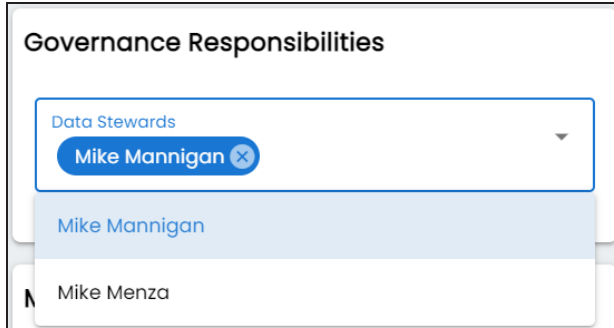 Governance Responsibilities
Data Stewards
Mike Mannigan
Mike Mannigan
Mike Menza